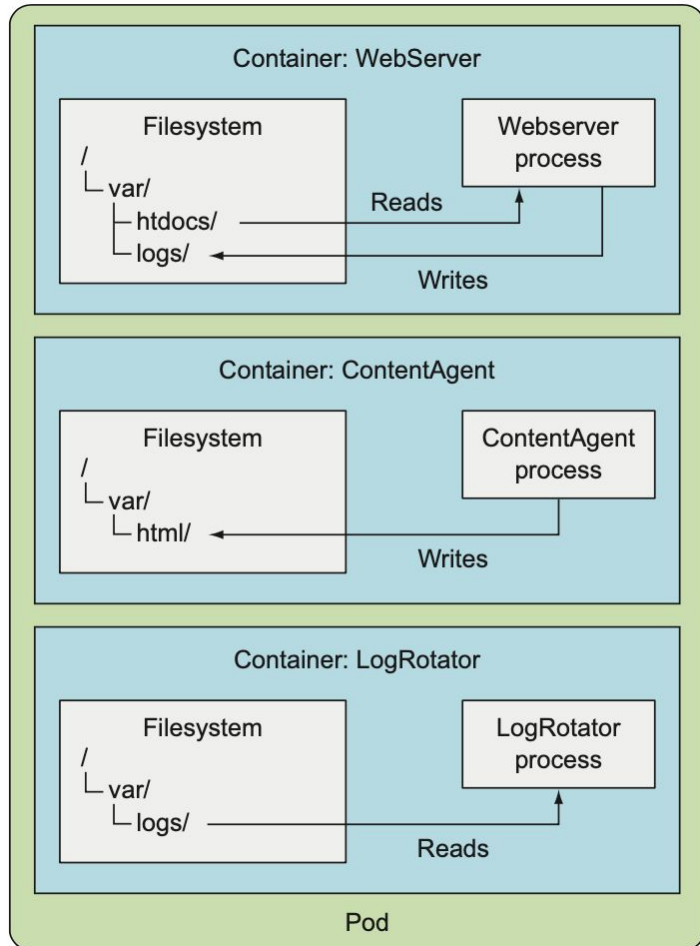 Container: WebServer
Filesystem
/
var/
htdocs/
logs/
Webserver
process
Reads
Writes
Container: ContentAgent
Filesystem
/
var/
html/
ContentAgent
process
Writes
Container: LogRotator
Filesystem
/
var/
logs/
LogRotator
process
Reads
Pod